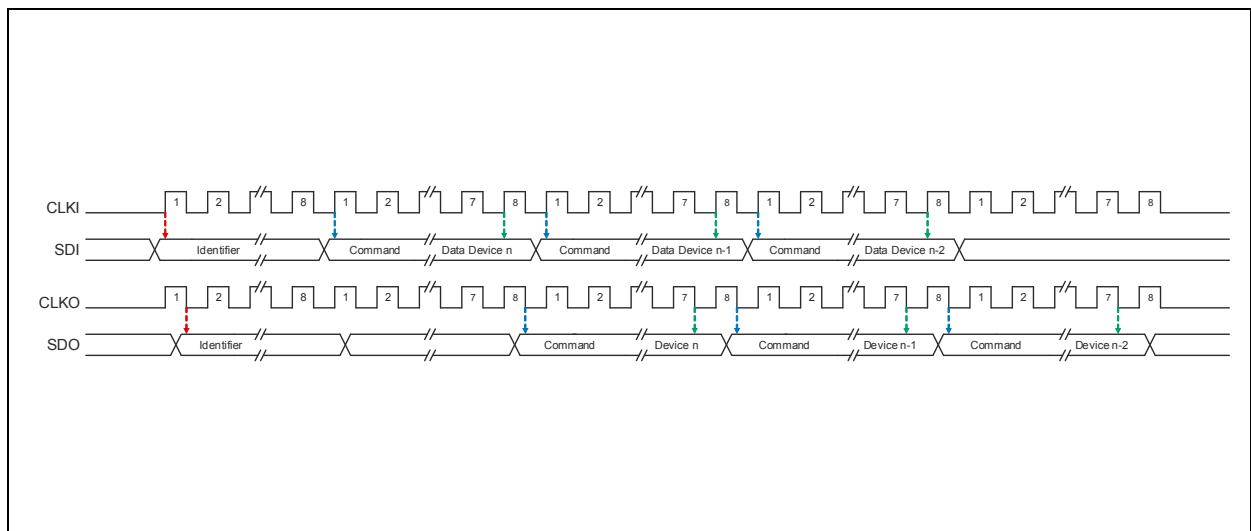 CLKI 1 2 8 1 2 7 8 1 2 7 8 1 2 7 8 1 2 7 8
SDI Identifier Command Data Device n Command Data Device n-1 Command Data Device n-2
CLKO 1 2 8 1 2 7 8 1 2 7 8 1 2 7 8 1 2 7 8
SDO Identifier Command Device n Command Device n-1 Command Device n-2